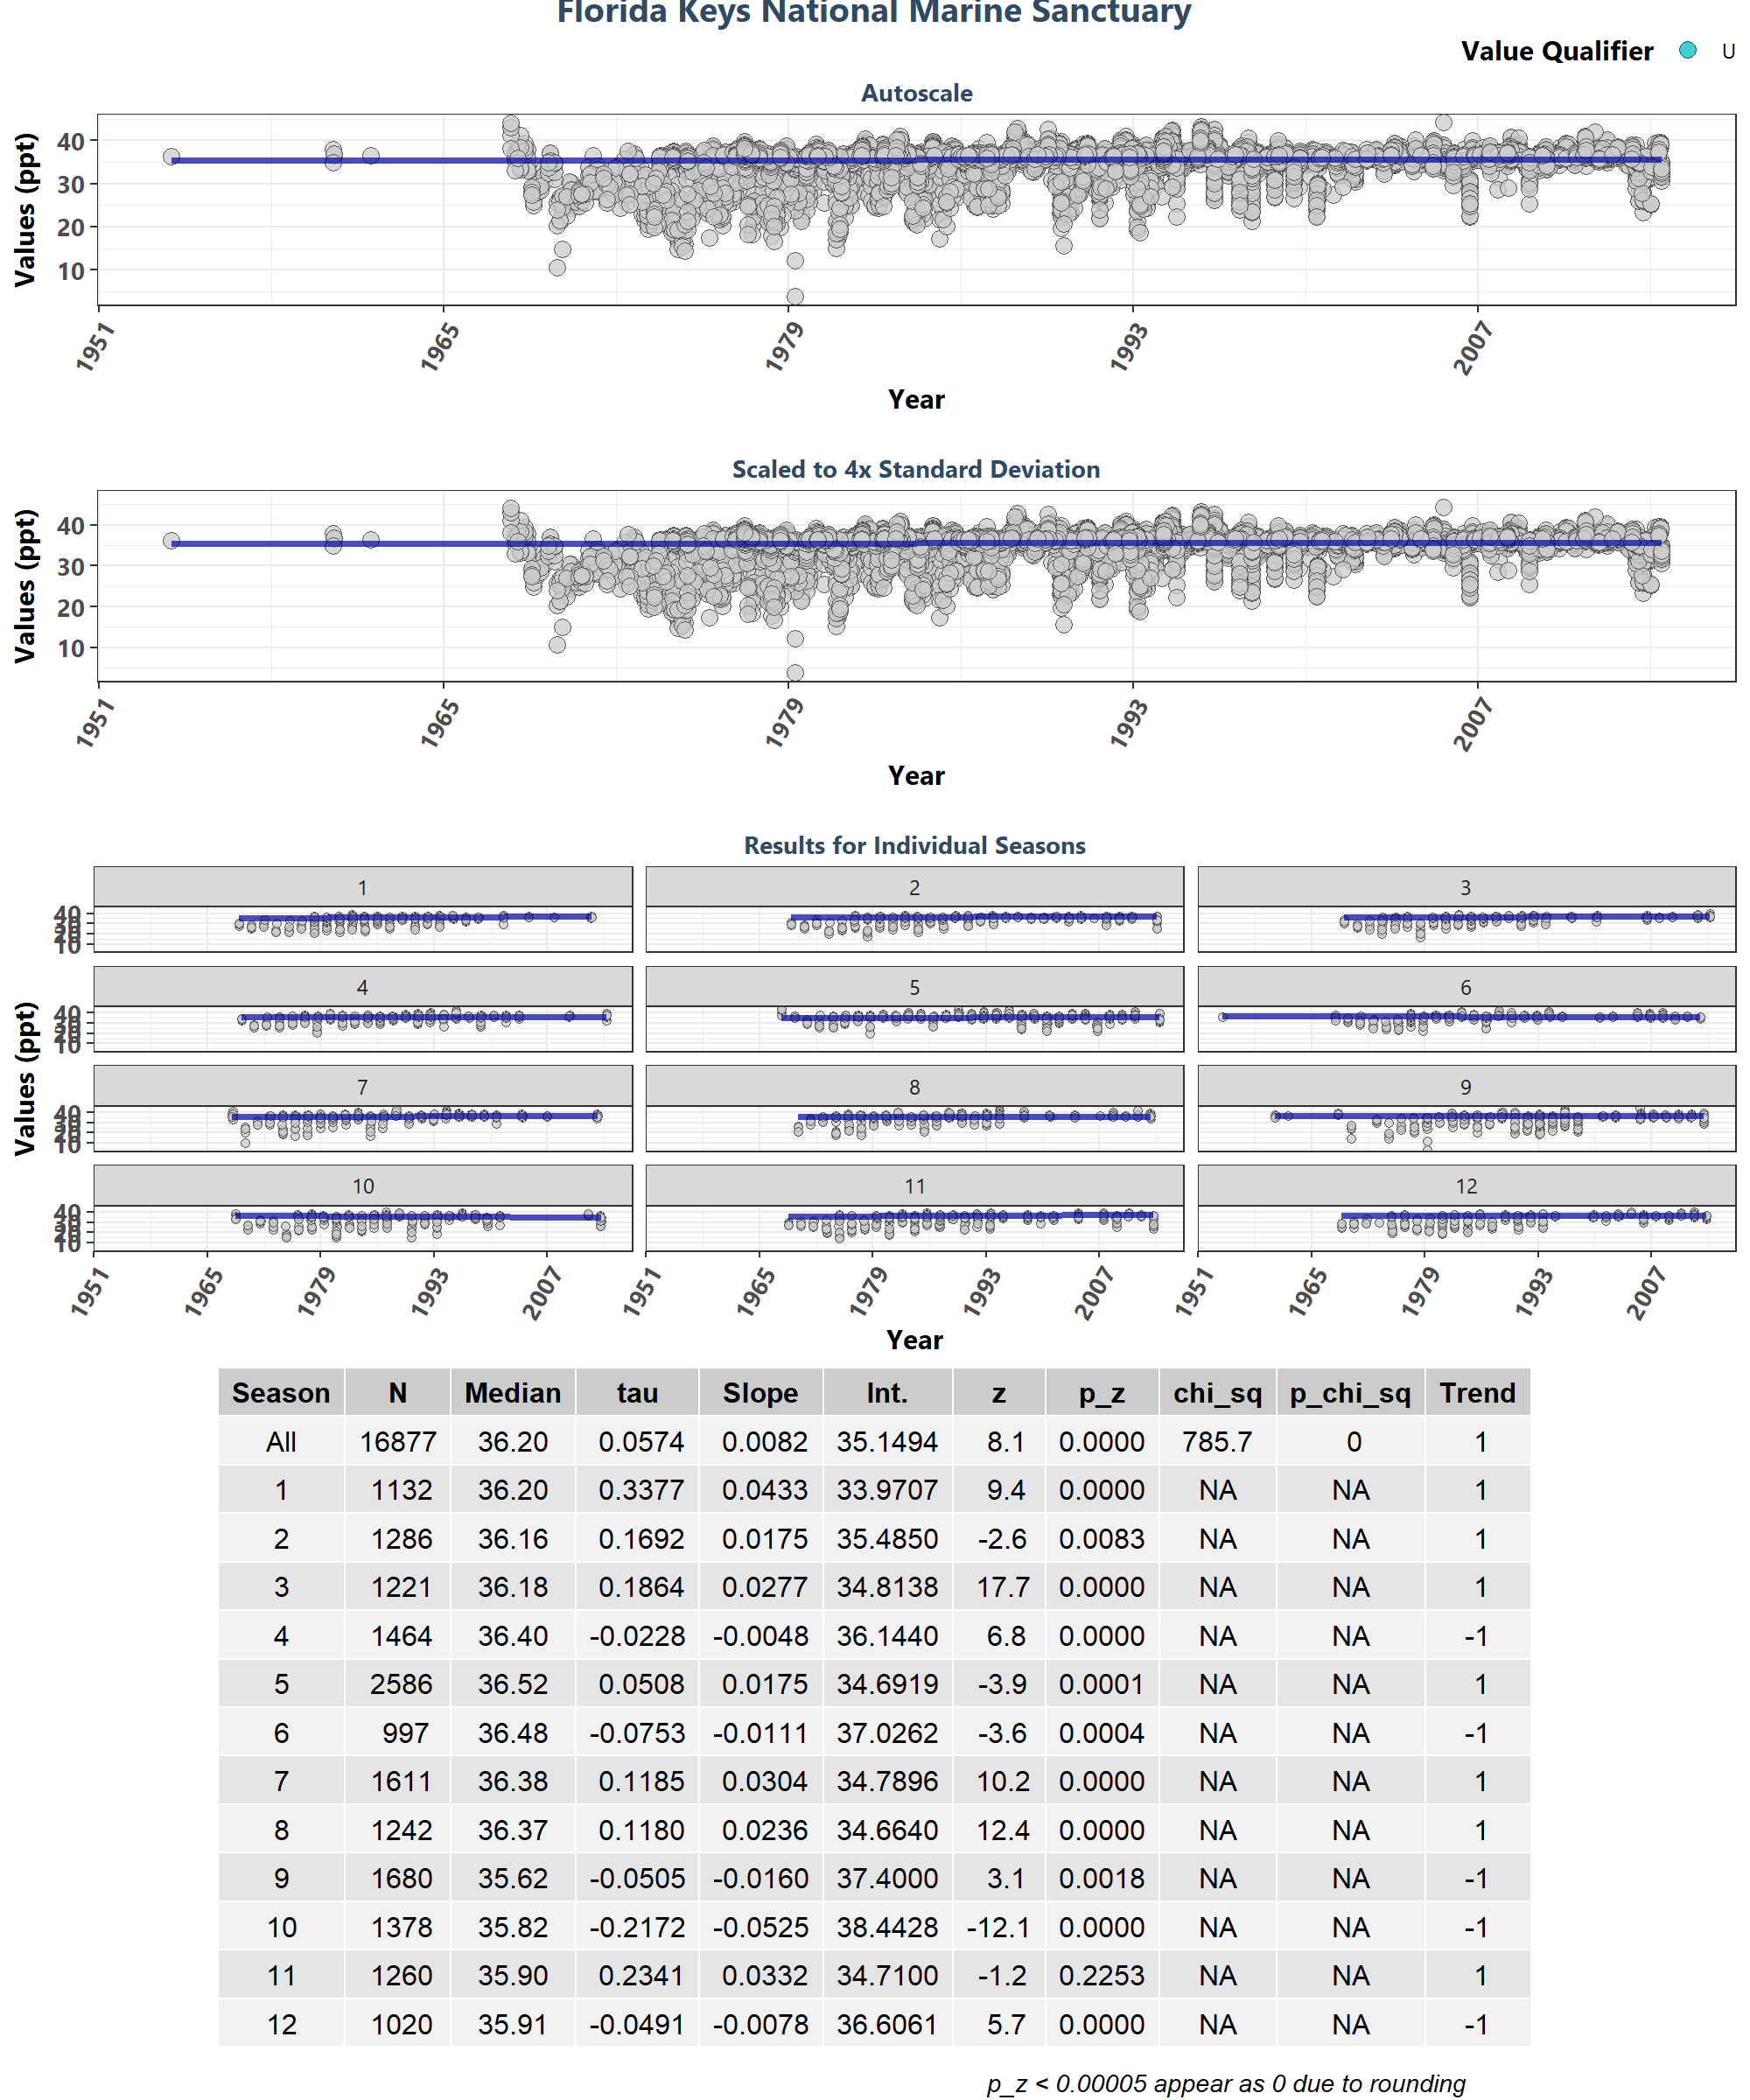 Florida Keys National Marine Sanctuary
Value Qualifier U
Autoscale
Values (ppt)
40
30
20
10
1951 1965 1979 1993 2007
Year
Scaled to 4x Standard Deviation
Values (ppt)
40
30
20
10
1951 1965 1979 1993 2007
Year
Results for Individual Seasons
Values (ppt)
1 2 3
40
30
20
10
4 5 6
40
30
20
10
7 8 9
40
30
20
10
10 11 12
40
30
20
10
1951 1965 1979 1993 2007 1951 1965 1979 1993 2007 1951 1965 1979 1993 2007
Year
Season N Median tau Slope Int. z p_z chi_sq p_chi_sq Trend
All 16877 36.20 0.0574 0.0082 35.1494 8.1 0.0000 785.7 0 1
1 1132 36.20 0.3377 0.0433 33.9707 9.4 0.0000 NA NA 1
2 1286 36.16 0.1692 0.0175 35.4850 -2.6 0.0083 NA NA 1
3 1221 36.18 0.1864 0.0277 34.8138 17.7 0.0000 NA NA 1
4 1464 36.40 -0.0228 -0.0048 36.1440 6.8 0.0000 NA NA -1
5 2586 36.52 0.0508 0.0175 34.6919 -3.9 0.0001 NA NA 1
6 997 36.48 -0.0753 -0.0111 37.0262 -3.6 0.0004 NA NA -1
7 1611 36.38 0.1185 0.0304 34.7896 10.2 0.0000 NA NA 1
8 1242 36.37 0.1180 0.0236 34.6640 12.4 0.0000 NA NA 1
9 1680 35.62 -0.0505 -0.0160 37.4000 3.1 0.0018 NA NA -1
10 1378 35.82 -0.2172 -0.0525 38.4428 -12.1 0.0000 NA NA -1
11 1260 35.90 0.2341 0.0332 34.7100 -1.2 0.2253 NA NA 1
12 1020 35.91 -0.0491 -0.0078 36.6061 5.7 0.0000 NA NA -1
p_z < 0.00005 appear as 0 due to rounding